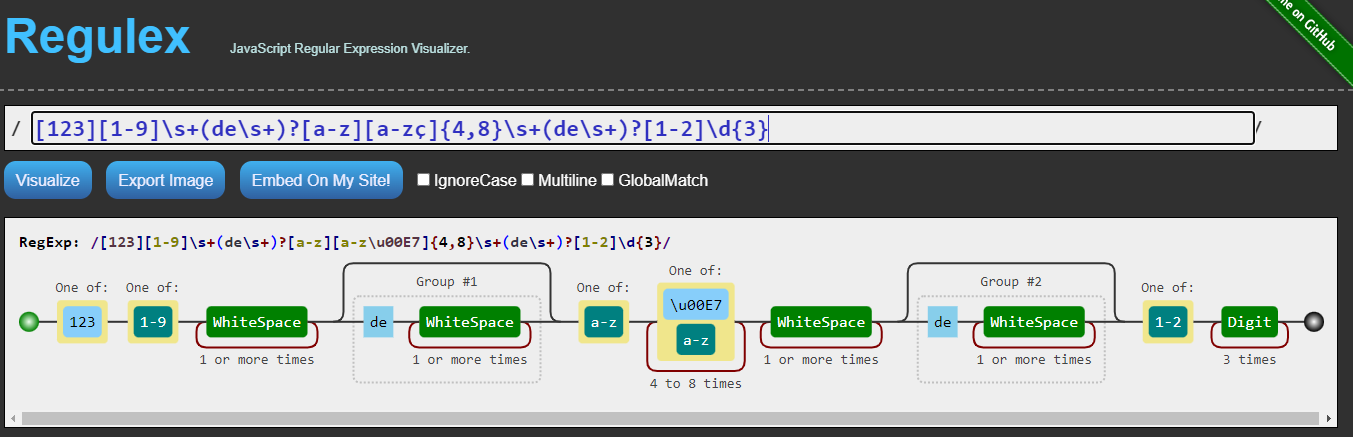 Regulex JavaScript Regular Expression Visualizer.
me on GitHub
/ [123][1-9]\s+(de\s+)?[a-z][a-zç]{4,8}\s+(de\s+)?[1-2]\d{3} /
Visualize Export Image Embed On My Site! IgnoreCase Multiline GlobalMatch
RegExp: /[123][1-9]\s+(de\s+)?[a-z][a-z\u00E7]{4,8}\s+(de\s+)?[1-2]\d{3}/
One of:
Group #1 Group #2
One of: One of: One of: One of:
\u00E7
123 1-9 WhiteSpace de WhiteSpace a-z WhiteSpace de WhiteSpace 1-2 Digit
a-z
1 or more times 1 or more times 1 or more times 1 or more times 3 times
4 to 8 times